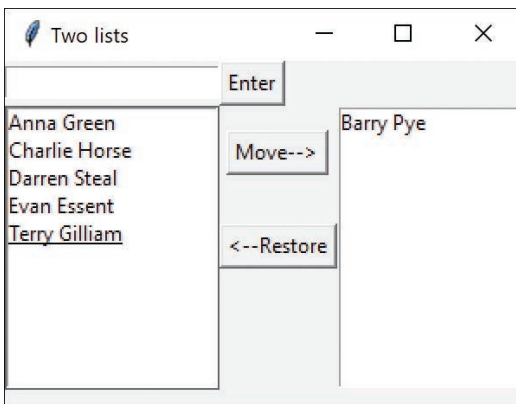 Two lists
Enter
Anna Green
Charlie Horse
Darren Steal
Evan Essent
Terry Gilliam
Move-->
<--Restore
Barry Pye